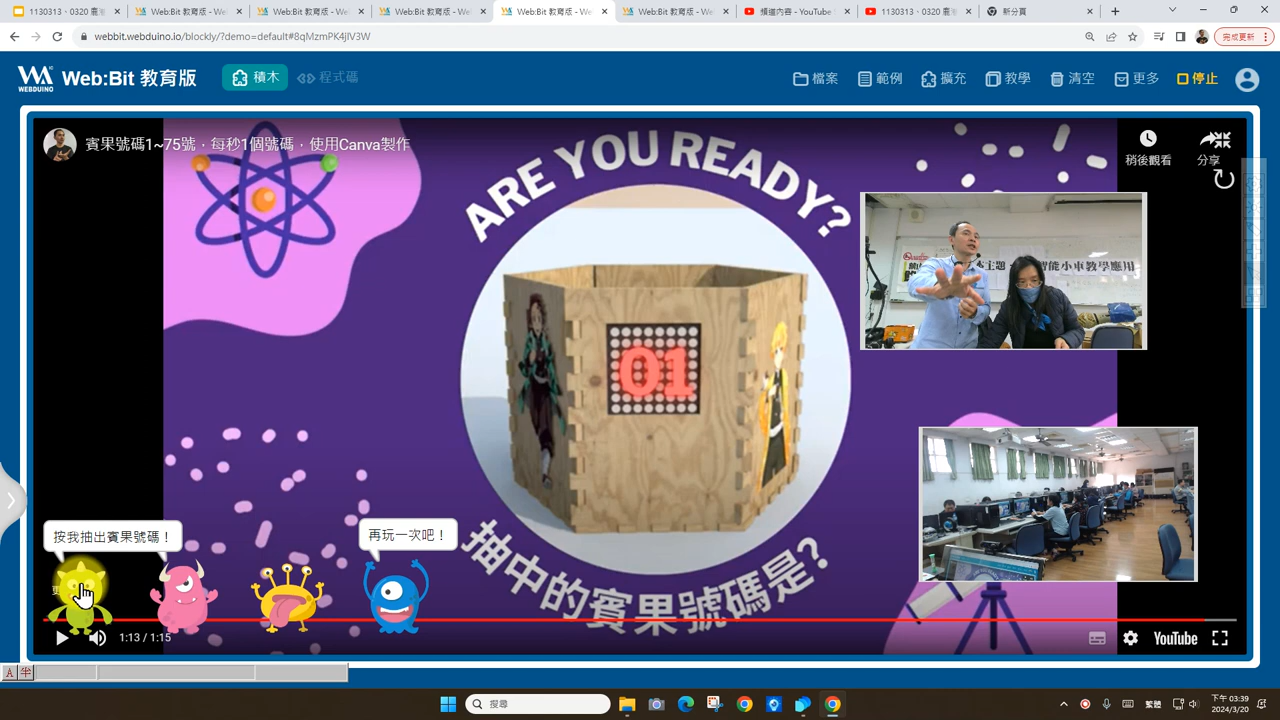 1130313、0320 龍
Web:Bit 教育版 - We
Web:Bit 教育版 - We
Web:Bit 教育版 - We
Web:Bit 教育版 - We
Web:Bit 教育版 - We
頻道內容 - YouTube
1130313、0320 龍
新分頁
webbit.webduino.io/blockly/?demo=default#8qMzmPK4jIV3W
完成更新
WEBDUINO
Web:Bit 教育版
積木
程式碼
檔案
範例
擴充
教學
清空
更多
停止
賓果號碼1~75號，每秒1個號碼，使用Canva製作
稍後觀看
分享
ARE YOU READY?
01
抽中的賓果號碼是?
按我抽出賓果號碼！
再玩一次吧！
1:13 / 1:15
YouTube
A 半
搜尋
繁體
下午 03:39
2024/3/20